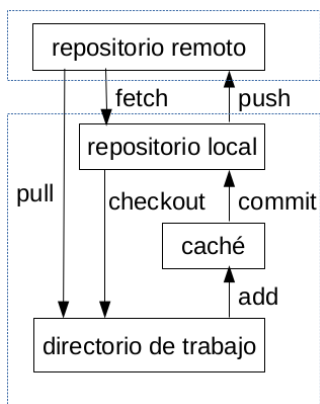 repositorio remoto
fetch
push
repositorio local
pull
checkout
commit
caché
add
directorio de trabajo